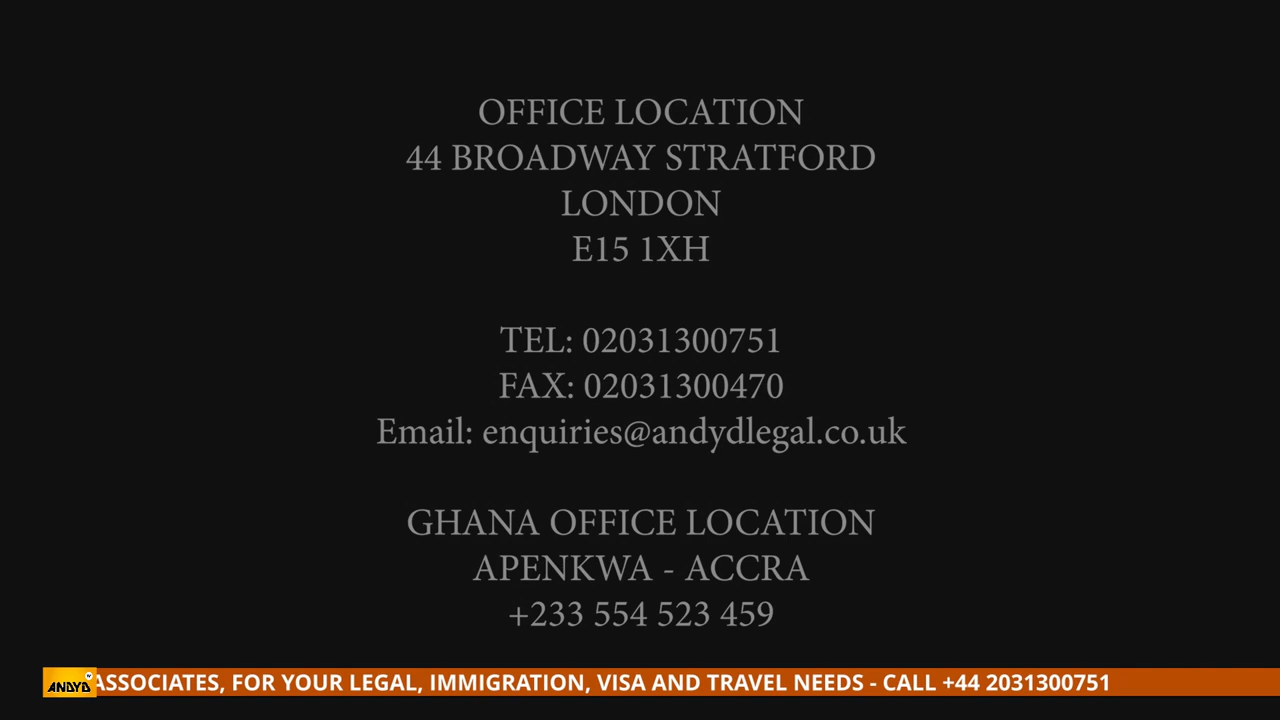 OFFICE LOCATION
44 BROADWAY STRATFORD
LONDON
E15 1XH
TEL: 02031300751
FAX: 02031300470
Email: enquiries@andydlegal.co.uk
GHANA OFFICE LOCATION
APENKWA - ACCRA
+233 554 523 459
ANDYD ASSOCIATES, FOR YOUR LEGAL, IMMIGRATION, VISA AND TRAVEL NEEDS - CALL +44 2031300751